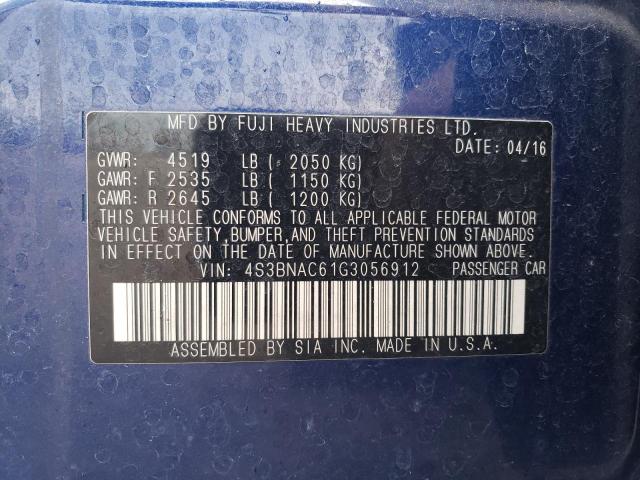 MFD BY FUJI HEAVY INDUSTRIES LTD.
DATE: 04/16
GVWR: 4519 LB ( 2050 KG)
GAWR: F 2535 LB ( 1150 KG)
GAWR: R 2645 LB ( 1200 KG)
THIS VEHICLE CONFORMS TO ALL APPLICABLE FEDERAL MOTOR
VEHICLE SAFETY,BUMPER,AND THEFT PREVENTION STANDARDS
IN EFFECT ON THE DATE OF MANUFACTURE SHOWN ABOVE.
VIN: 4S3BNAC61G3056912 PASSENGER CAR
ASSEMBLED BY SIA INC. MADE IN U.S.A.